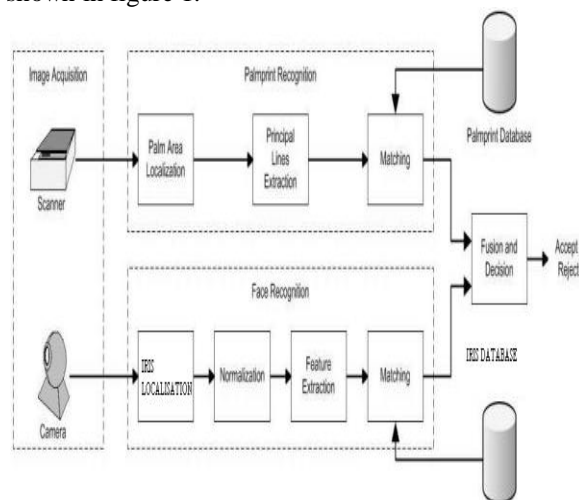 shown in figure 1.
Image Acquisition
Palmprint Recognition
Palm Area
Localization
Principal
Lines
Extraction
Matching
Palmprint Database
Scanner
Fusion and
Decision
Accept
Reject
Face Recognition
IRIS
LOCALISATION
Normalization
Feature
Extraction
Matching
IRIS DATABASE
Camera